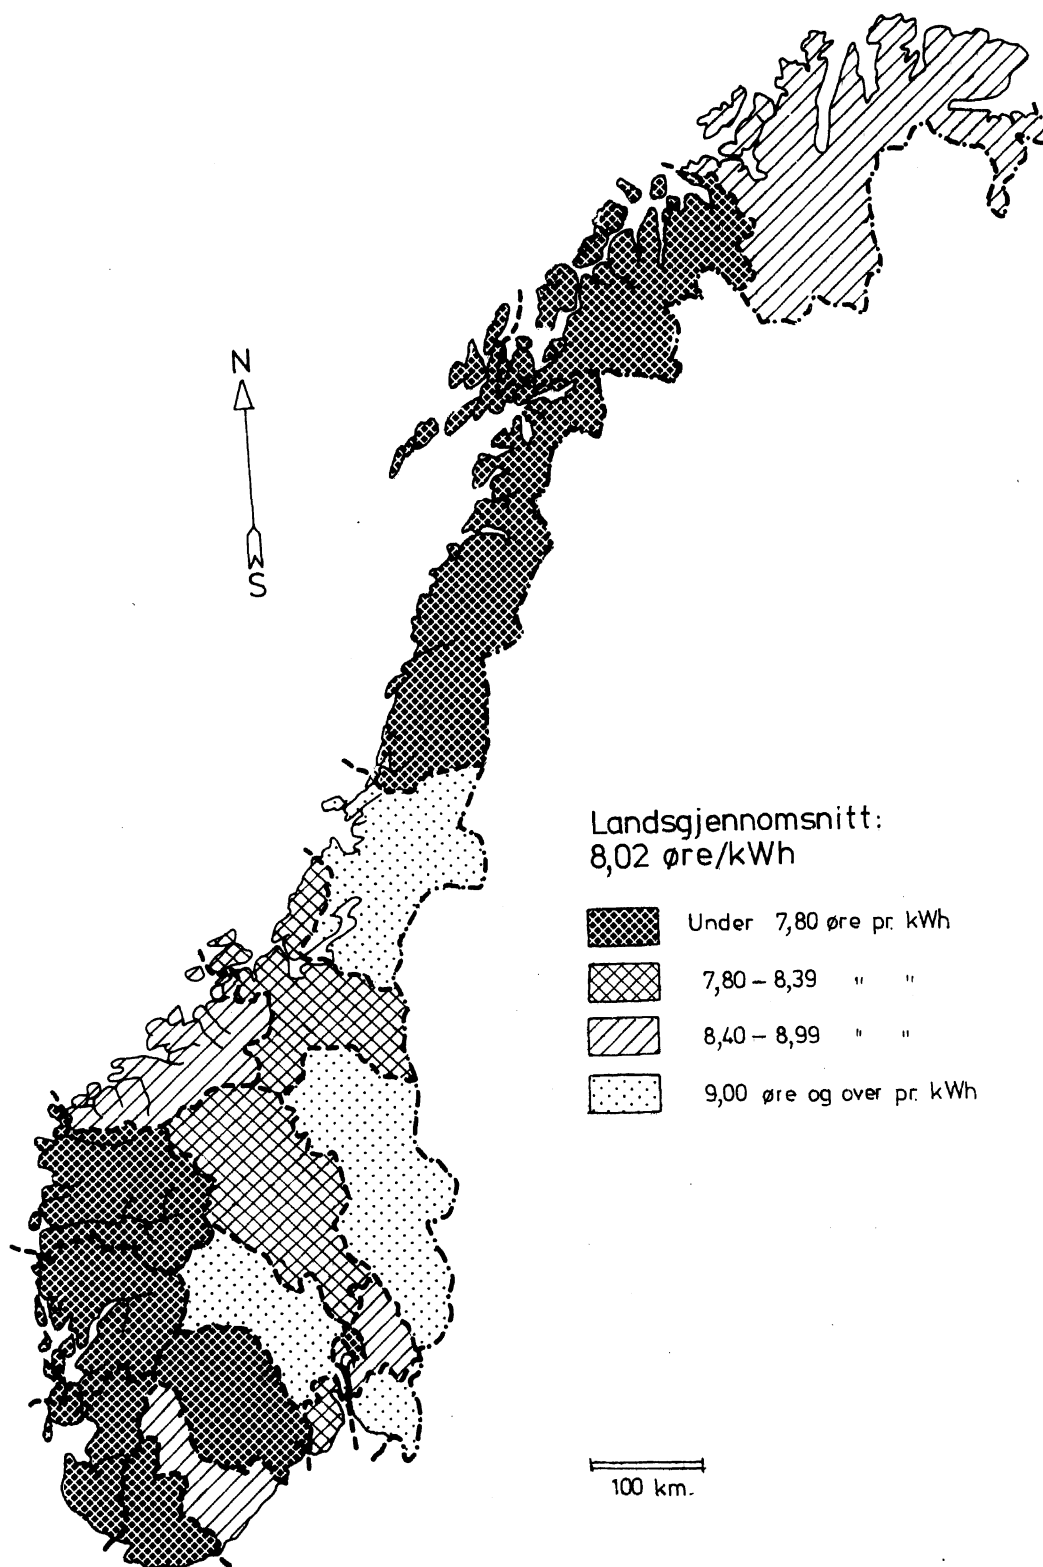 N
S
Landsgjennomsnitt:
8,02 øre/kWh
Under 7,80 øre pr. kWh
7,80 – 8,39 " "
8,40 – 8,99 " "
9,00 øre og over pr. kWh
100 km.